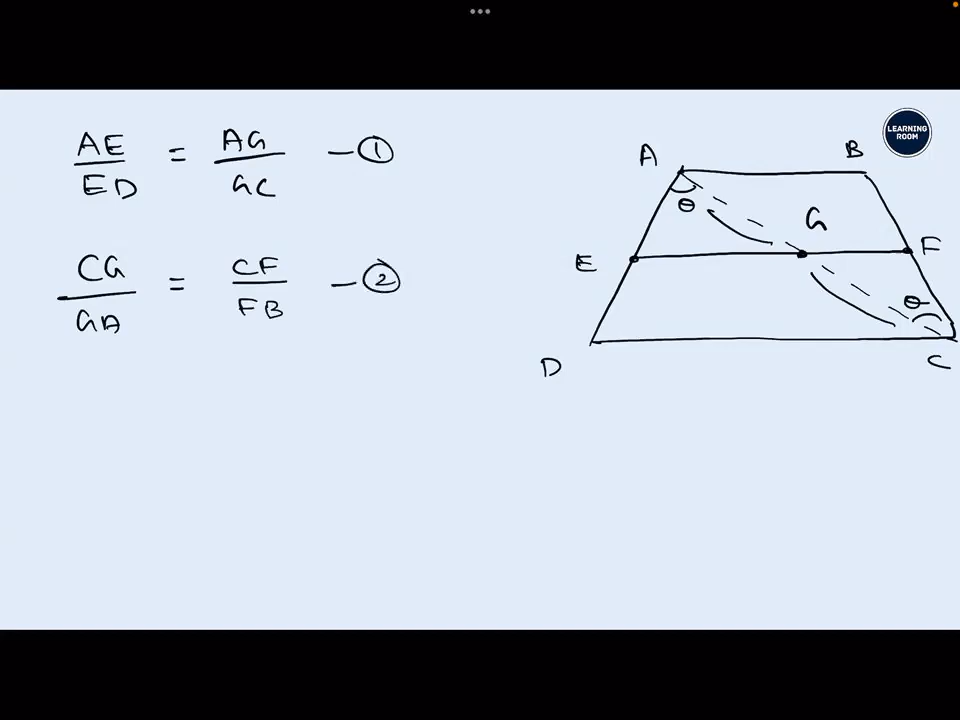 AE/ED = AG/GC — ①
CG/GA = CF/FB — ②
LEARNING
ROOM
A B
θ G
E F
θ
D C